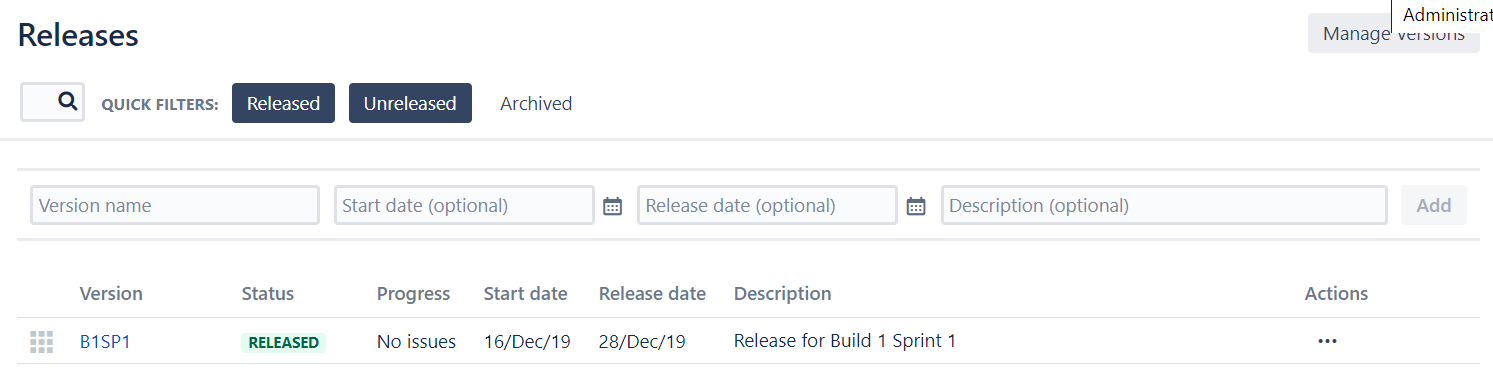 Releases
Manage Versions
Administrat
QUICK FILTERS: Released Unreleased Archived
Version name Start date (optional) Release date (optional) Description (optional) Add
Version Status Progress Start date Release date Description Actions
B1SP1 RELEASED No issues 16/Dec/19 28/Dec/19 Release for Build 1 Sprint 1